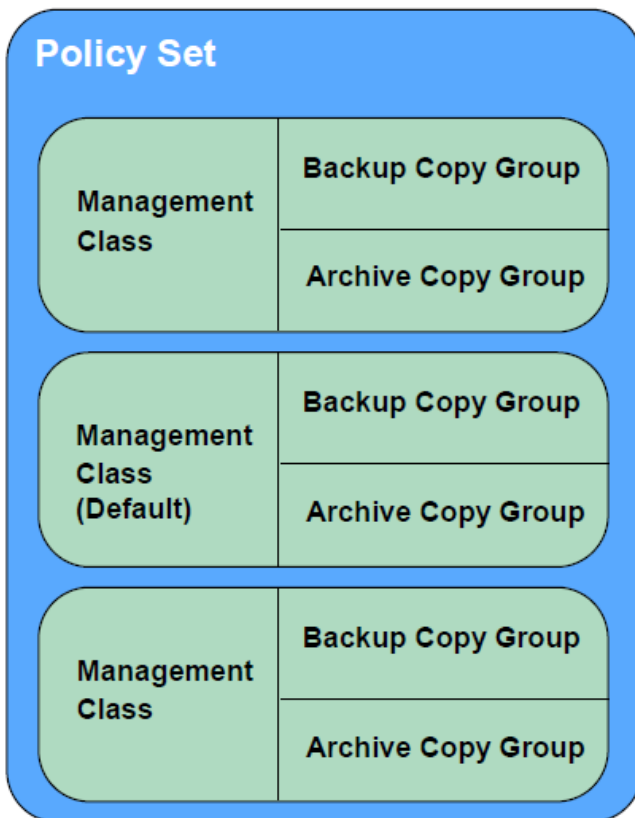 Policy Set
Backup Copy Group
Management
Class
Archive Copy Group
Backup Copy Group
Management
Class
(Default)
Archive Copy Group
Backup Copy Group
Management
Class
Archive Copy Group